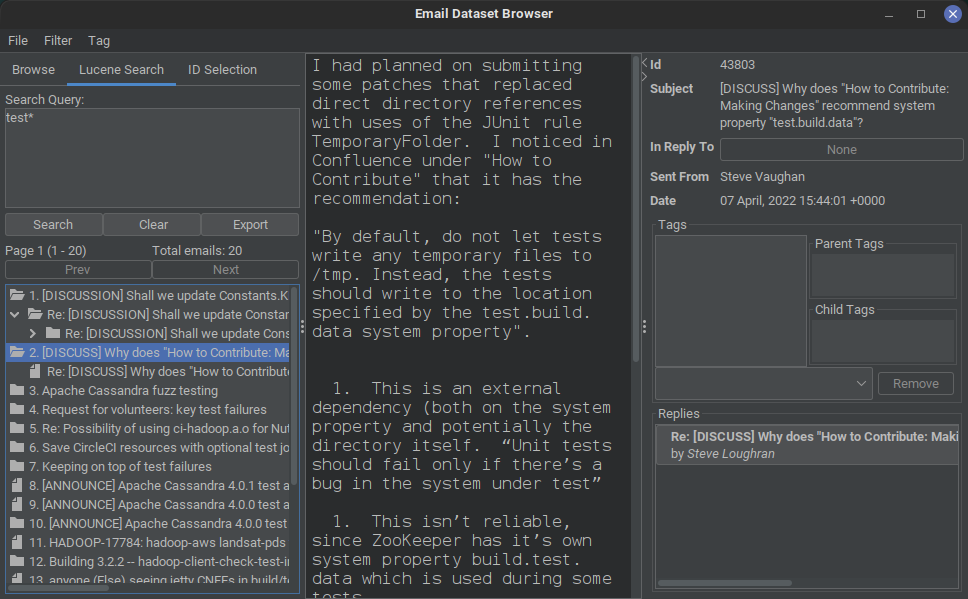 Email Dataset Browser
File Filter Tag
Browse Lucene Search ID Selection
Search Query:
test*
Search Clear Export
Page 1 (1 - 20) Total emails: 20
Prev Next
1. [DISCUSSION] Shall we update Constants.K
Re: [DISCUSSION] Shall we update Constar
Re: [DISCUSSION] Shall we update Cons
2. [DISCUSS] Why does "How to Contribute: Ma
Re: [DISCUSS] Why does "How to Contribute
3. Apache Cassandra fuzz testing
4. Request for volunteers: key test failures
5. Re: Possibility of using ci-hadoop.a.o for Nut
6. Save CircleCI resources with optional test jo
7. Keeping on top of test failures
8. [ANNOUNCE] Apache Cassandra 4.0.1 test a
9. [ANNOUNCE] Apache Cassandra 4.0.0 test a
10. [ANNOUNCE] Apache Cassandra 4.0.0 test
11. HADOOP-17784: hadoop-aws landsat-pds
12. Building 3.2.2 -- hadoop-client-check-test-i
13. anyone (Else) seeing jetty CNFEs in build/t
I had planned on submitting
some patches that replaced
direct directory references
with uses of the JUnit rule
TemporaryFolder.  I noticed in
Confluence under "How to
Contribute" that it has the
recommendation:
"By default, do not let tests
write any temporary files to
/tmp. Instead, the tests
should write to the location
specified by the test.build.
data system property".
1.  This is an external
dependency (both on the system
property and potentially the
directory itself.  “Unit tests
should fail only if there’s a
bug in the system under test”
1.  This isn’t reliable,
since ZooKeeper has it’s own
system property build.test.
data which is used during some
tests
Id 43803
Subject [DISCUSS] Why does "How to Contribute:
Making Changes" recommend system
property "test.build.data"?
In Reply To None
Sent From Steve Vaughan
Date 07 April, 2022 15:44:01 +0000
Tags
Parent Tags
Child Tags
Remove
Replies
Re: [DISCUSS] Why does "How to Contribute: Maki
by Steve Loughran